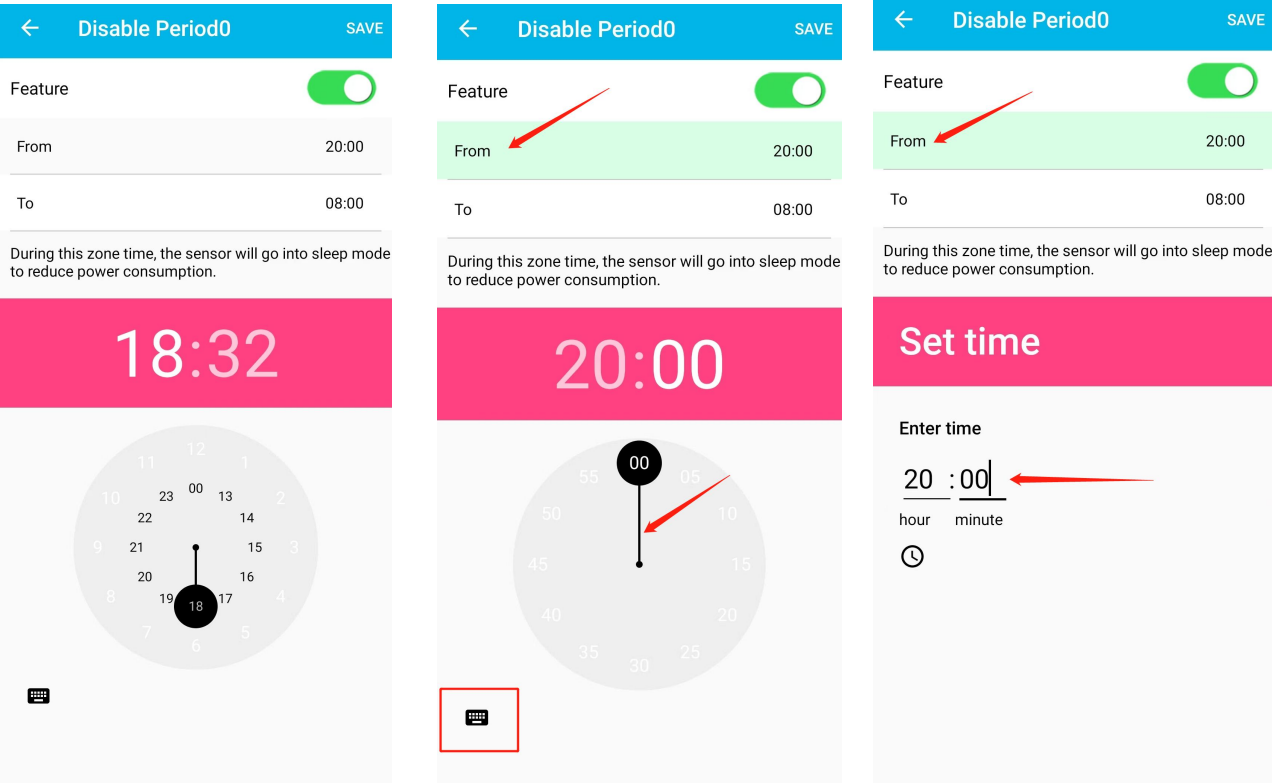 Disable Period0 SAVE
Feature
From 20:00
To 08:00
During this zone time, the sensor will go into sleep mode
to reduce power consumption.
18:32
12
11 1
10 23 00 13 2
22 14
9 21 15 3
20 16
8 19 18 17 4
7 5
6
Disable Period0 SAVE
Feature
From 20:00
To 08:00
During this zone time, the sensor will go into sleep mode
to reduce power consumption.
20:00
00
55 05
50 10
45 15
40 20
35 25
30
Disable Period0 SAVE
Feature
From 20:00
To 08:00
During this zone time, the sensor will go into sleep mode
to reduce power consumption.
Set time
Enter time
20 : 00
hour minute